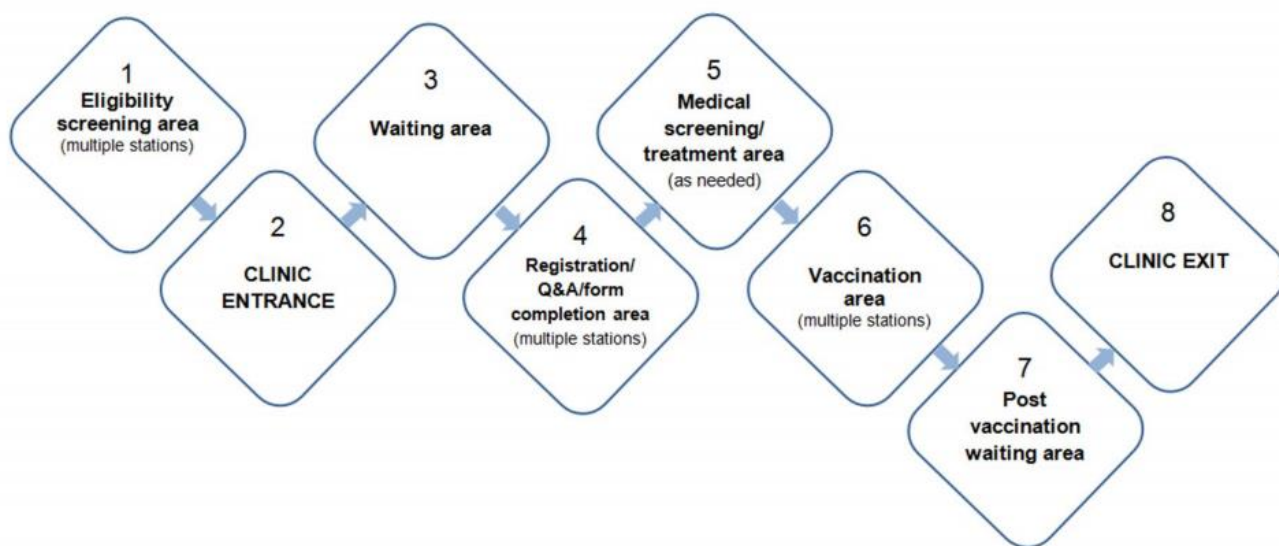 1
Eligibility
screening area
(multiple stations)
2
CLINIC
ENTRANCE
3
Waiting area
4
Registration/
Q&A/form
completion area
(multiple stations)
5
Medical
screening/
treatment area
(as needed)
6
Vaccination
area
(multiple stations)
7
Post
vaccination
waiting area
8
CLINIC EXIT